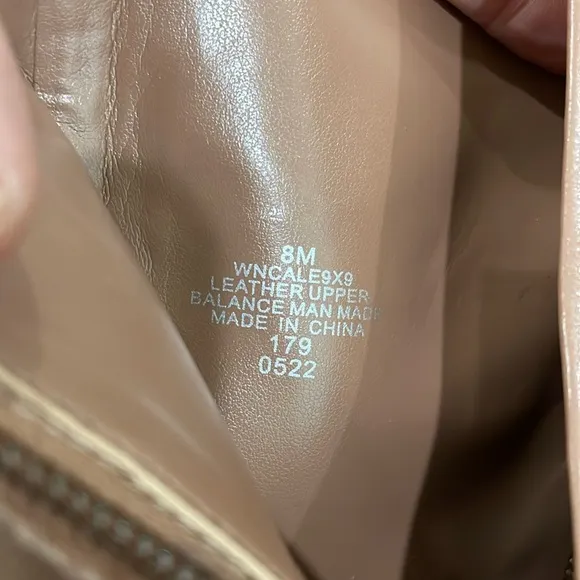 8M
WNCALE9X9
LEATHER UPPER
BALANCE MAN MADE
MADE IN CHINA
179
0522